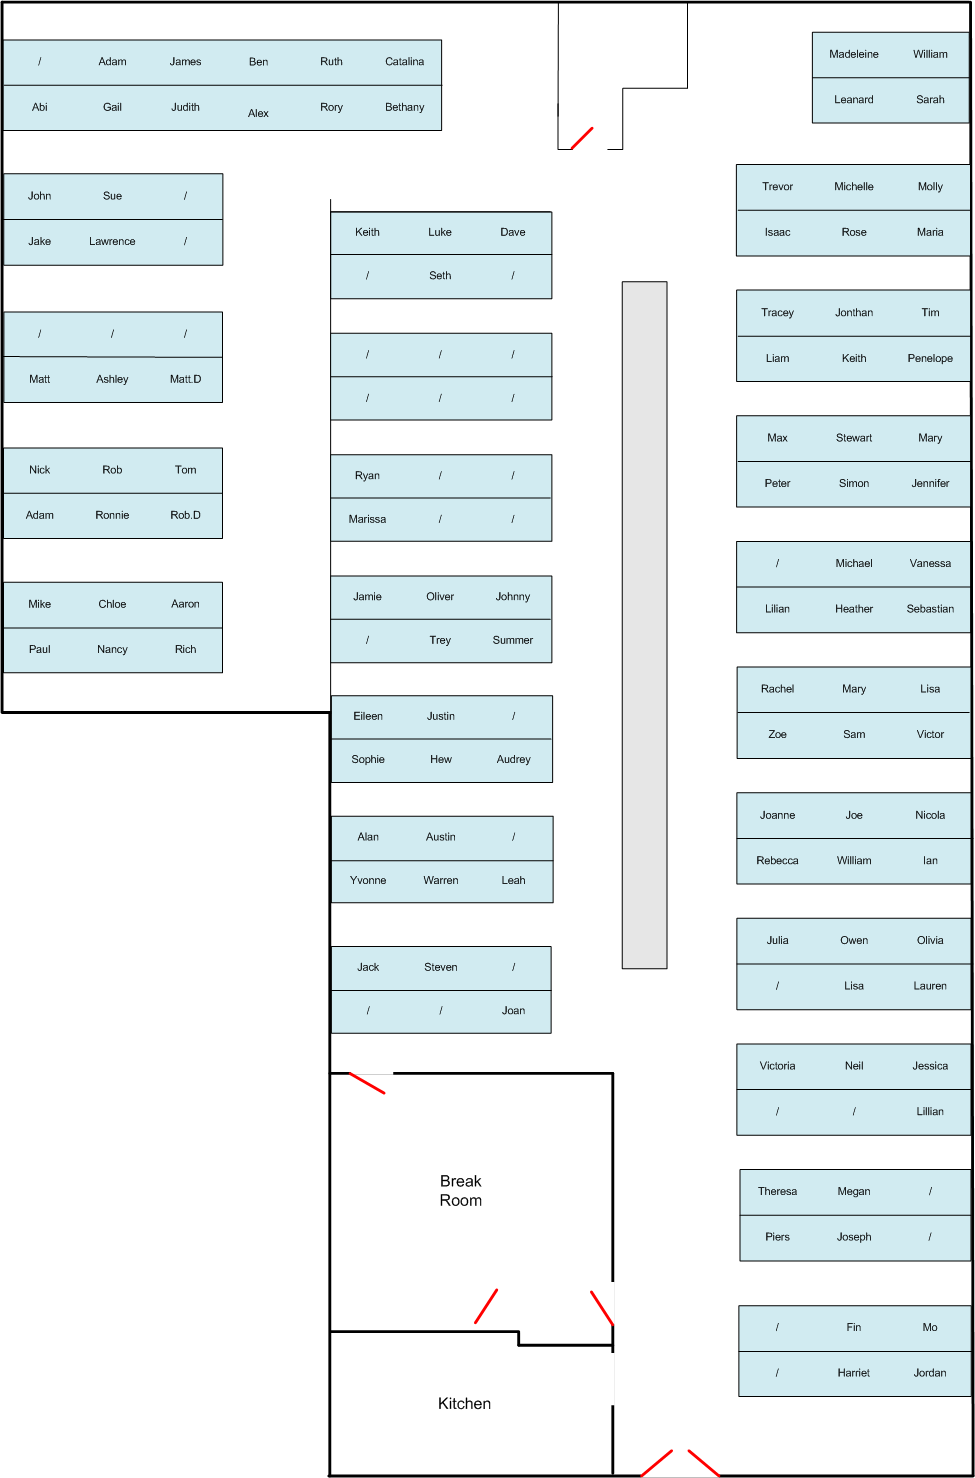 / Adam James Ben Ruth Catalina
Abi Gail Judith Alex Rory Bethany
John Sue /
Jake Lawrence /
/ / /
Matt Ashley Matt.D
Nick Rob Tom
Adam Ronnie Rob.D
Mike Chloe Aaron
Paul Nancy Rich
Keith Luke Dave
/ Seth /
/ / /
/ / /
Ryan / /
Marissa / /
Jamie Oliver Johnny
/ Trey Summer
Eileen Justin /
Sophie Hew Audrey
Alan Austin /
Yvonne Warren Leah
Jack Steven /
/ / Joan
Break
Room
Kitchen
Madeleine William
Leanard Sarah
Trevor Michelle Molly
Isaac Rose Maria
Tracey Jonthan Tim
Liam Keith Penelope
Max Stewart Mary
Peter Simon Jennifer
/ Michael Vanessa
Lilian Heather Sebastian
Rachel Mary Lisa
Zoe Sam Victor
Joanne Joe Nicola
Rebecca William Ian
Julia Owen Olivia
/ Lisa Lauren
Victoria Neil Jessica
/ / Lillian
Theresa Megan /
Piers Joseph /
/ Fin Mo
/ Harriet Jordan